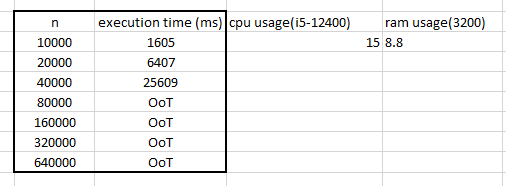 n execution time (ms) cpu usage(i5-12400) ram usage(3200)
10000 1605 15 8.8
20000 6407
40000 25609
80000 OoT
160000 OoT
320000 OoT
640000 OoT